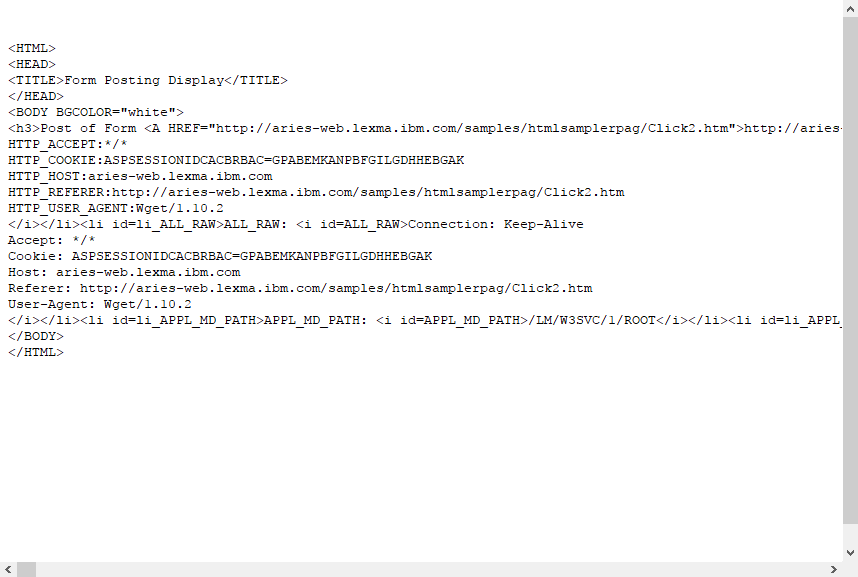 <HTML>
<HEAD>
<TITLE>Form Posting Display</TITLE>
</HEAD>
<BODY BGCOLOR="white">
<h3>Post of Form <A HREF="http://aries-web.lexma.ibm.com/samples/htmlsamplerpag/Click2.htm">http://aries-
HTTP_ACCEPT:*/*
HTTP_COOKIE:ASPSESSIONIDCACBRBAC=GPABEMKANPBFGILGDHHEBGAK
HTTP_HOST:aries-web.lexma.ibm.com
HTTP_REFERER:http://aries-web.lexma.ibm.com/samples/htmlsamplerpag/Click2.htm
HTTP_USER_AGENT:Wget/1.10.2
</i></li><li id=li_ALL_RAW>ALL_RAW: <i id=ALL_RAW>Connection: Keep-Alive
Accept: */*
Cookie: ASPSESSIONIDCACBRBAC=GPABEMKANPBFGILGDHHEBGAK
Host: aries-web.lexma.ibm.com
Referer: http://aries-web.lexma.ibm.com/samples/htmlsamplerpag/Click2.htm
User-Agent: Wget/1.10.2
</i></li><li id=li_APPL_MD_PATH>APPL_MD_PATH: <i id=APPL_MD_PATH>/LM/W3SVC/1/ROOT</i></li><li id=li_APPL_
</BODY>
</HTML>